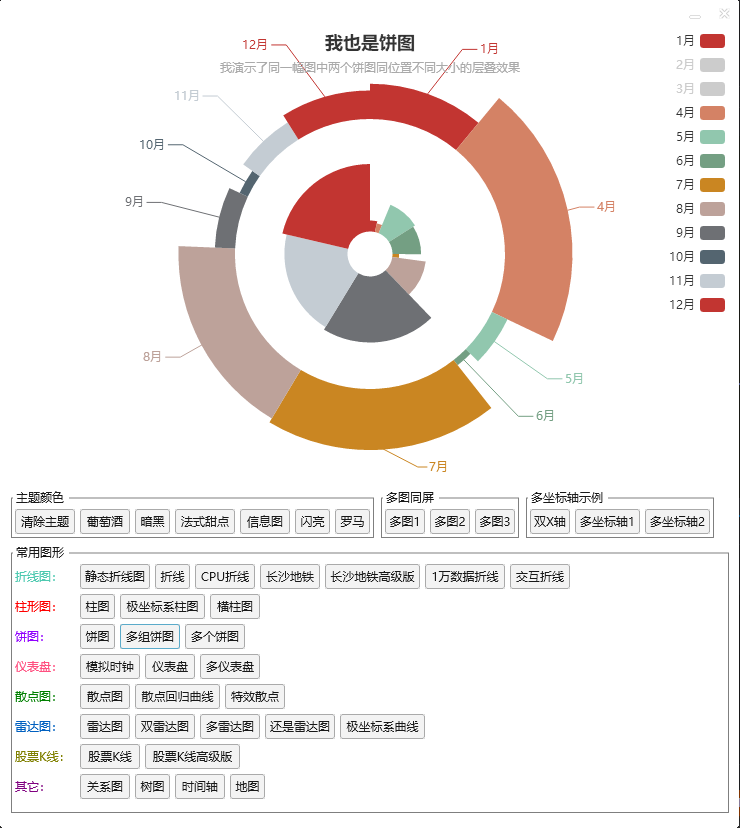 我也是饼图
我演示了同一幅图中两个饼图同位置不同大小的层叠效果
12月
1月
11月
10月
9月
4月
8月
5月
6月
7月
1月
2月
3月
4月
5月
6月
7月
8月
9月
10月
11月
12月
主题颜色
清除主题 葡萄酒 暗黑 法式甜点 信息图 闪亮 罗马
多图同屏
多图1 多图2 多图3
多坐标轴示例
双X轴 多坐标轴1 多坐标轴2
常用图形
折线图: 静态折线图 折线 CPU折线 长沙地铁 长沙地铁高级版 1万数据折线 交互折线
柱形图: 柱图 极坐标系柱图 横柱图
饼图: 饼图 多组饼图 多个饼图
仪表盘: 模拟时钟 仪表盘 多仪表盘
散点图: 散点图 散点回归曲线 特效散点
雷达图: 雷达图 双雷达图 多雷达图 还是雷达图 极坐标系曲线
股票K线: 股票K线 股票K线高级版
其它: 关系图 树图 时间轴 地图